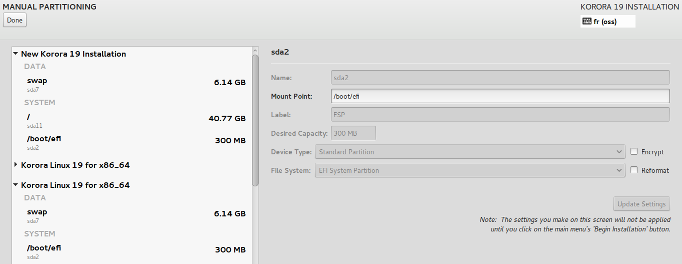 MANUAL PARTITIONING
KORORA 19 INSTALLATION
Done
fr (oss)
New Korora 19 Installation
DATA
swap
6.14 GB
sda7
SYSTEM
/
40.77 GB
sda11
/boot/efi
300 MB
sda2
Korora Linux 19 for x86_64
Korora Linux 19 for x86_64
DATA
swap
6.14 GB
sda7
SYSTEM
/boot/efi
300 MB
sda2
sda2
Name:
sda2
Mount Point:
/boot/efi
Label:
ESP
Desired Capacity:
300 MB
Device Type:
Standard Partition
Encrypt
File System:
EFI System Partition
Reformat
Update Settings
Note: The settings you make on this screen will not be applied
until you click on the main menu's 'Begin Installation' button.